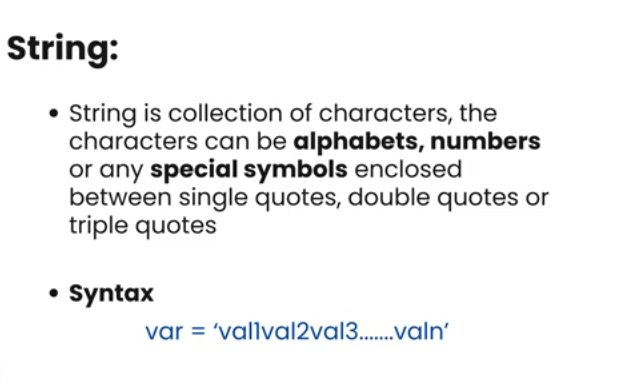 String:
• String is collection of characters, the
characters can be alphabets, numbers
or any special symbols enclosed
between single quotes, double quotes or
triple quotes
• Syntax
var = ‘val1val2val3.......valn’